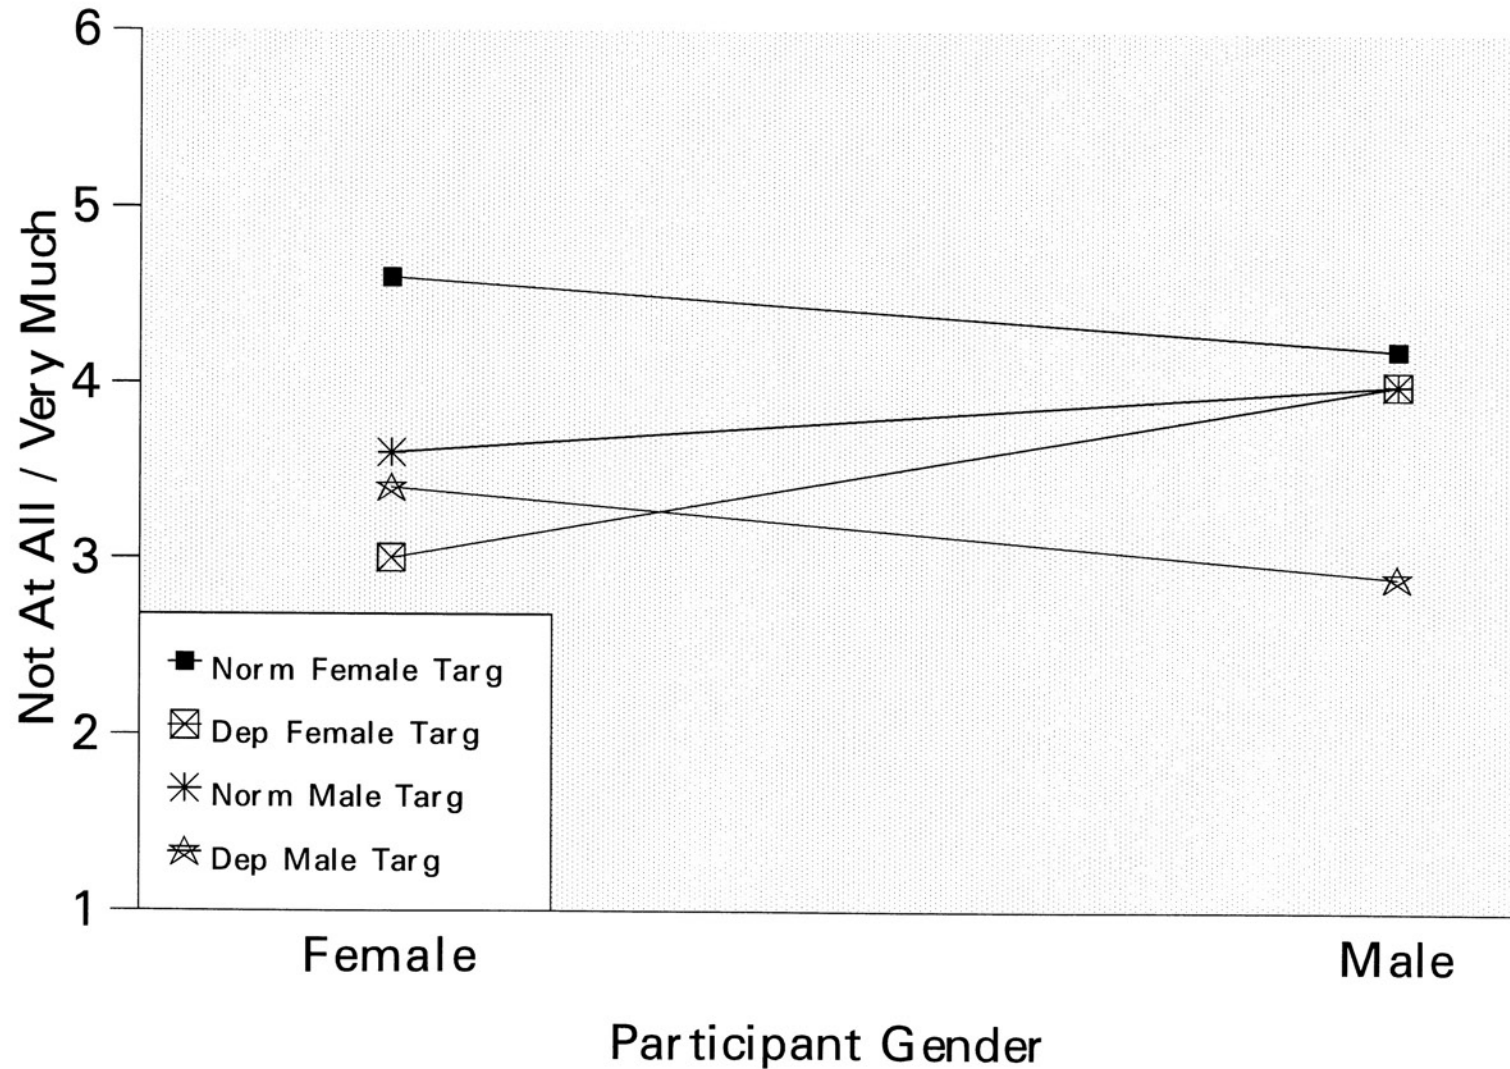 6
5
4
3
2
1
Not At All / Very Much
Norm Female Targ
Dep Female Targ
Norm Male Targ
Dep Male Targ
Female
Male
Participant Gender